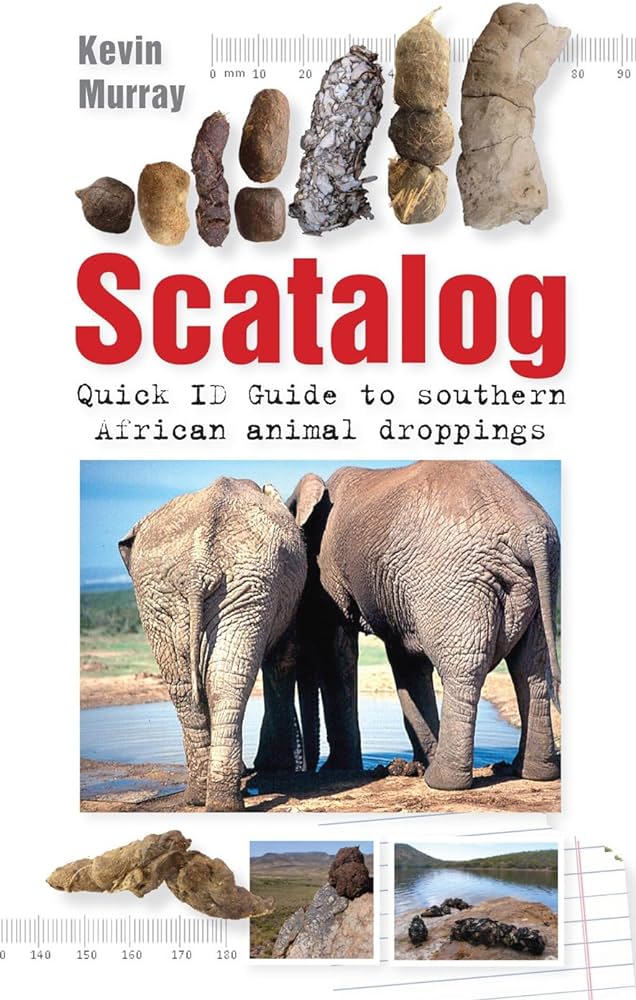 Kevin
Murray
0 mm 10 20 4 80 90
Scatalog
Quick ID Guide to southern
African animal droppings
0 140 150 160 170 180